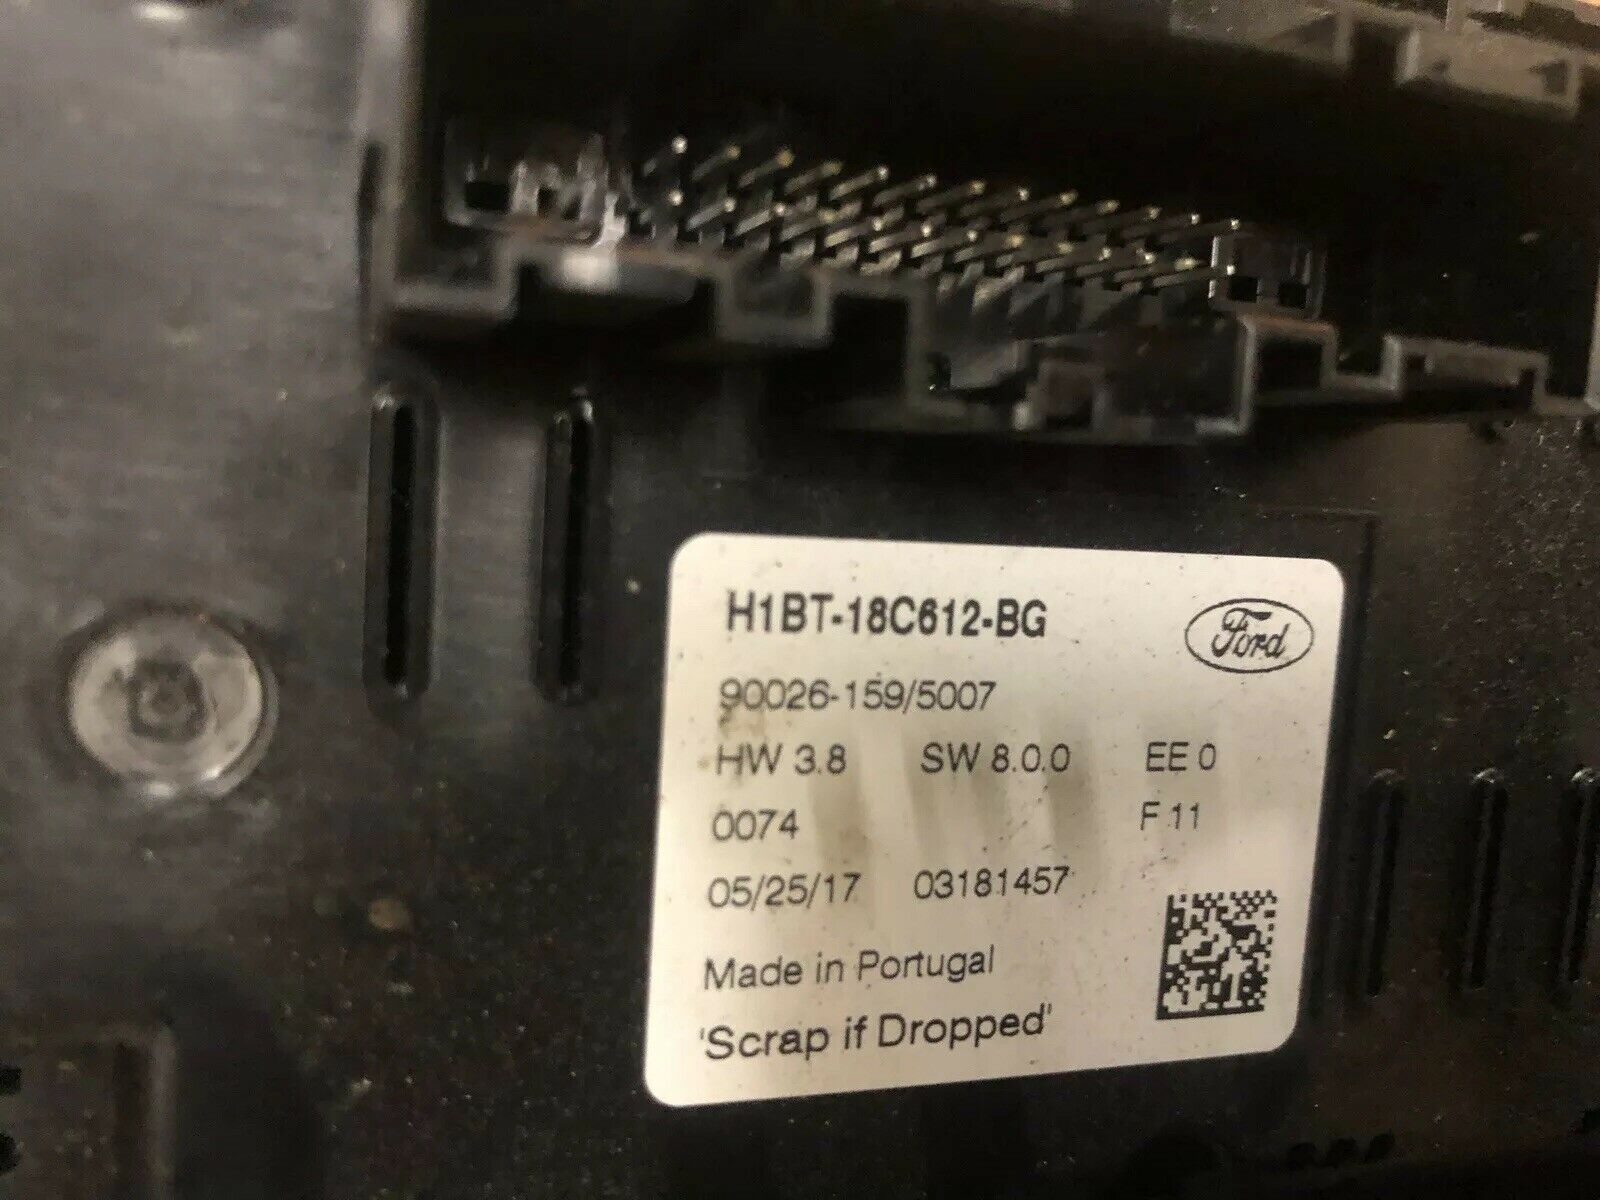 H1BT-18C612-BG
Ford
90026-159/5007
HW 3.8 SW 8.0.0 EE 0
0074 F 11
05/25/17 03181457
Made in Portugal
'Scrap if Dropped'